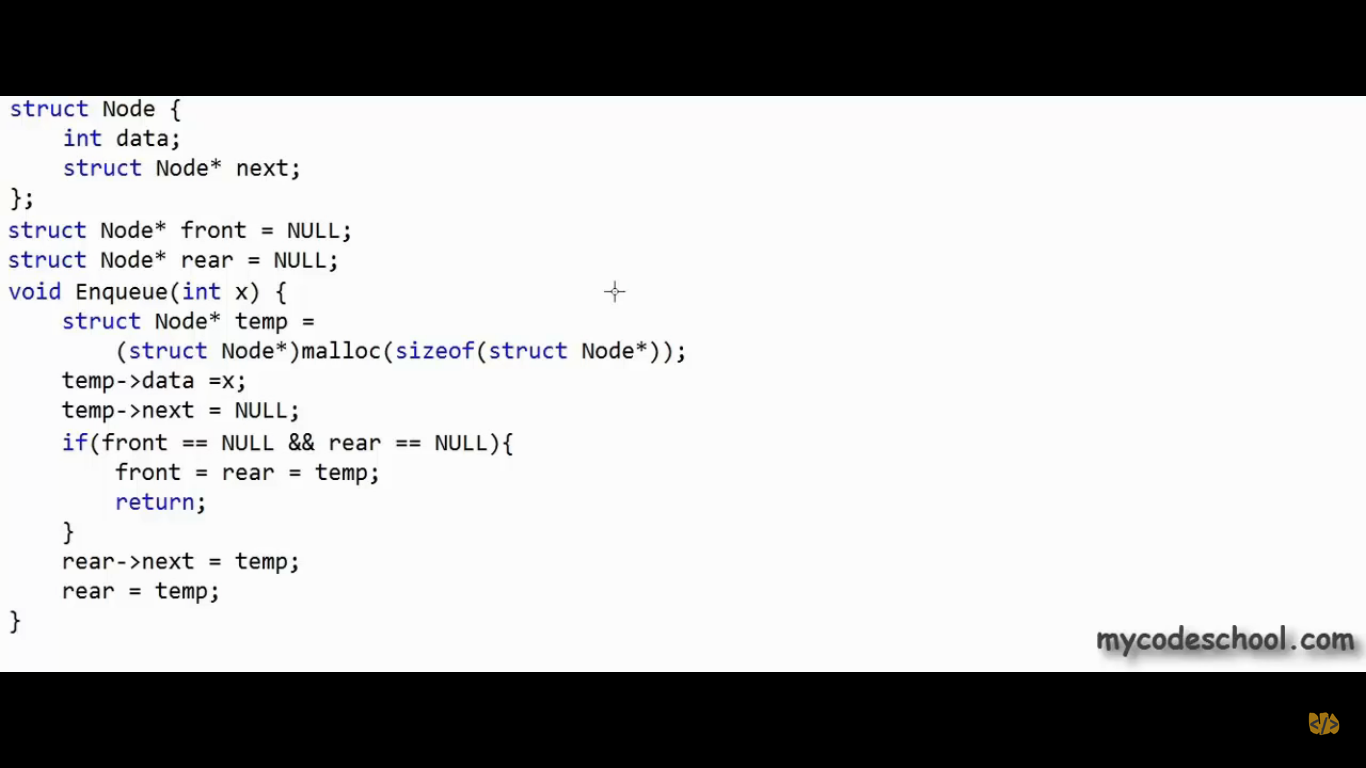 struct Node {
    int data;
    struct Node* next;
};
struct Node* front = NULL;
struct Node* rear = NULL;
void Enqueue(int x) {
    struct Node* temp =
        (struct Node*)malloc(sizeof(struct Node*));
    temp->data =x;
    temp->next = NULL;
    if(front == NULL && rear == NULL){
        front = rear = temp;
        return;
    }
    rear->next = temp;
    rear = temp;
}
mycodeschool.com